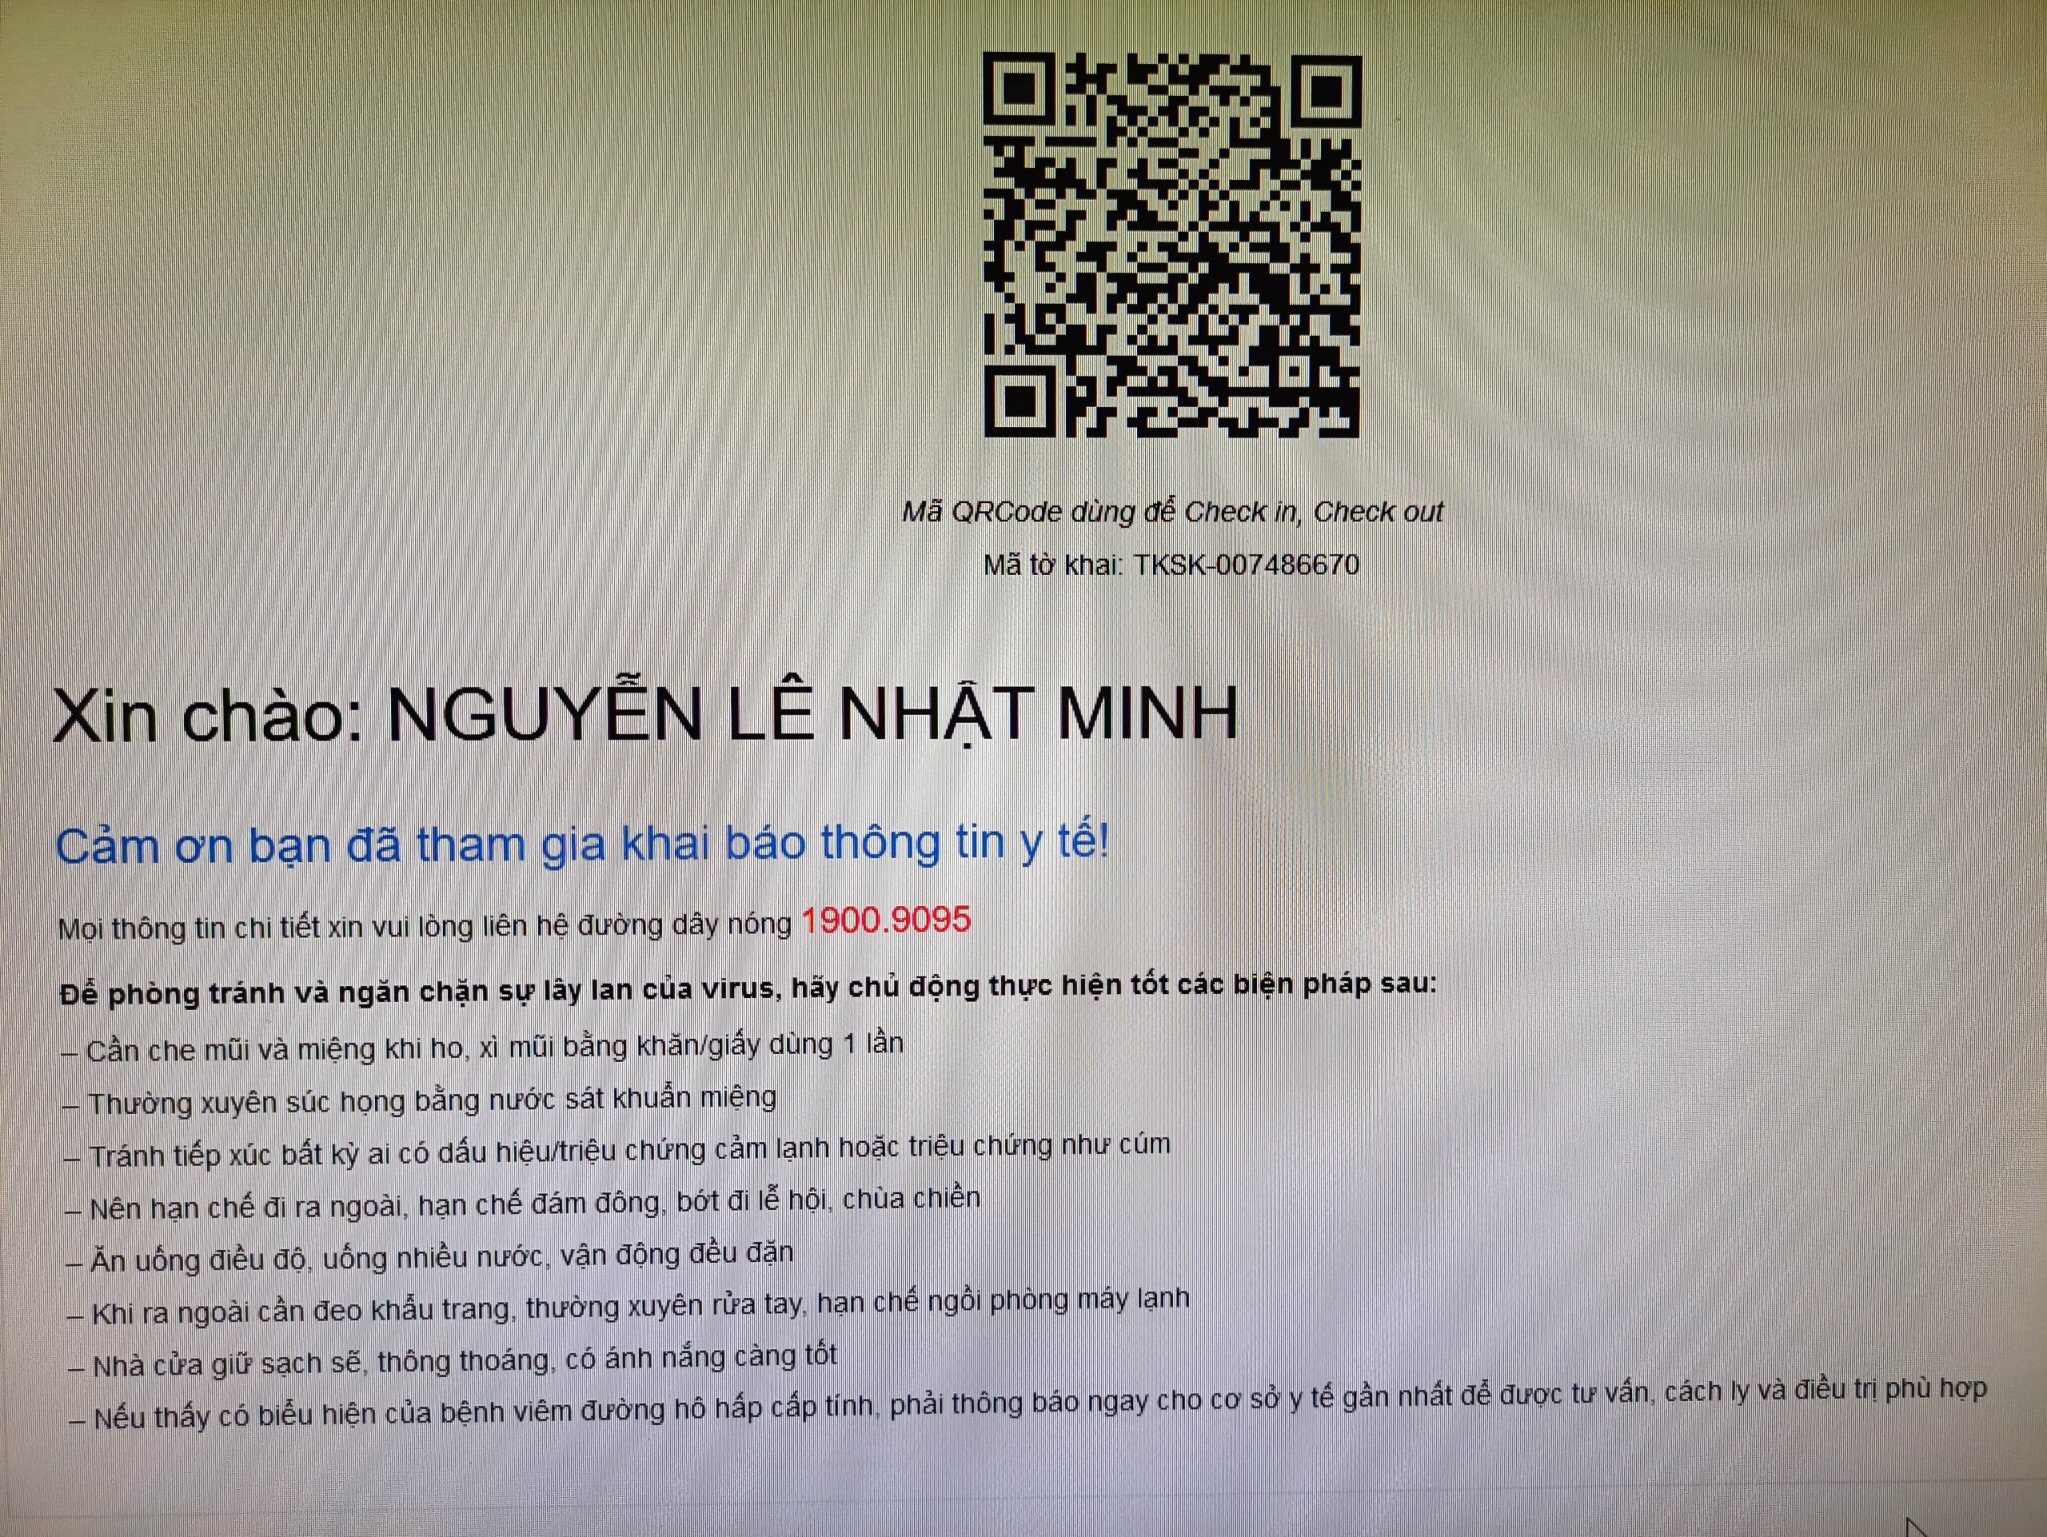 Mã QRCode dùng để Check in, Check out
Mã tờ khai: TKSK-007486670
Xin chào: NGUYỄN LÊ NHẬT MINH
Cảm ơn bạn đã tham gia khai báo thông tin y tế!
Mọi thông tin chi tiết xin vui lòng liên hệ đường dây nóng 1900.9095
Để phòng tránh và ngăn chặn sự lây lan của virus, hãy chủ động thực hiện tốt các biện pháp sau:
– Cần che mũi và miệng khi ho, xì mũi bằng khăn/giấy dùng 1 lần
– Thường xuyên súc họng bằng nước sát khuẩn miệng
– Tránh tiếp xúc bất kỳ ai có dấu hiệu/triệu chứng cảm lạnh hoặc triệu chứng như cúm
– Nên hạn chế đi ra ngoài, hạn chế đám đông, bớt đi lễ hội, chùa chiền
– Ăn uống điều độ, uống nhiều nước, vận động đều đặn
– Khi ra ngoài cần đeo khẩu trang, thường xuyên rửa tay, hạn chế ngồi phòng máy lạnh
– Nhà cửa giữ sạch sẽ, thông thoáng, có ánh nắng càng tốt
– Nếu thấy có biểu hiện của bệnh viêm đường hô hấp cấp tính, phải thông báo ngay cho cơ sở y tế gần nhất để được tư vấn, cách ly và điều trị phù hợp